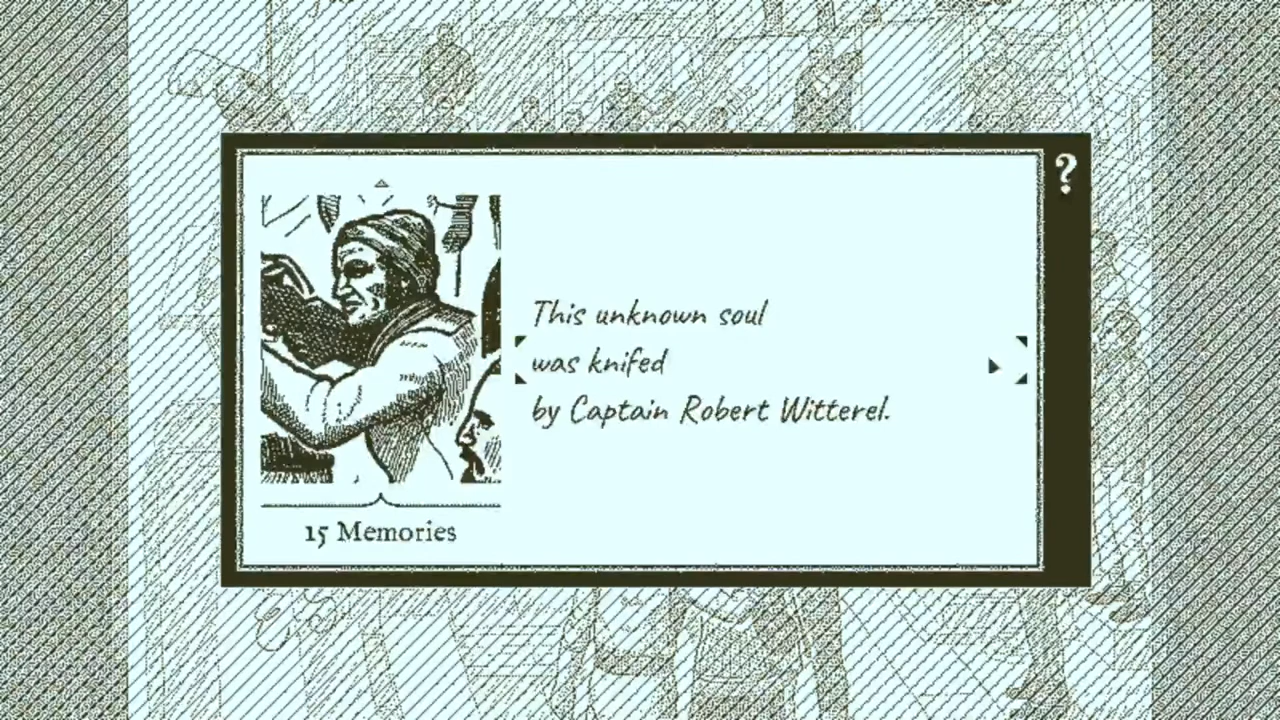 ?
This unknown soul
was knifed
by Captain Robert Witterel.
15 Memories